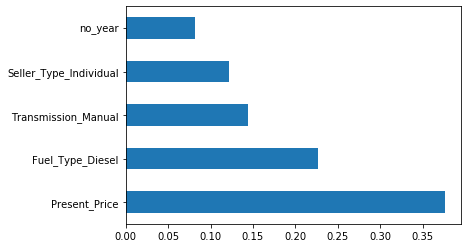 no_year
Seller_Type_Individual
Transmission_Manual
Fuel_Type_Diesel
Present_Price
0.00 0.05 0.10 0.15 0.20 0.25 0.30 0.35